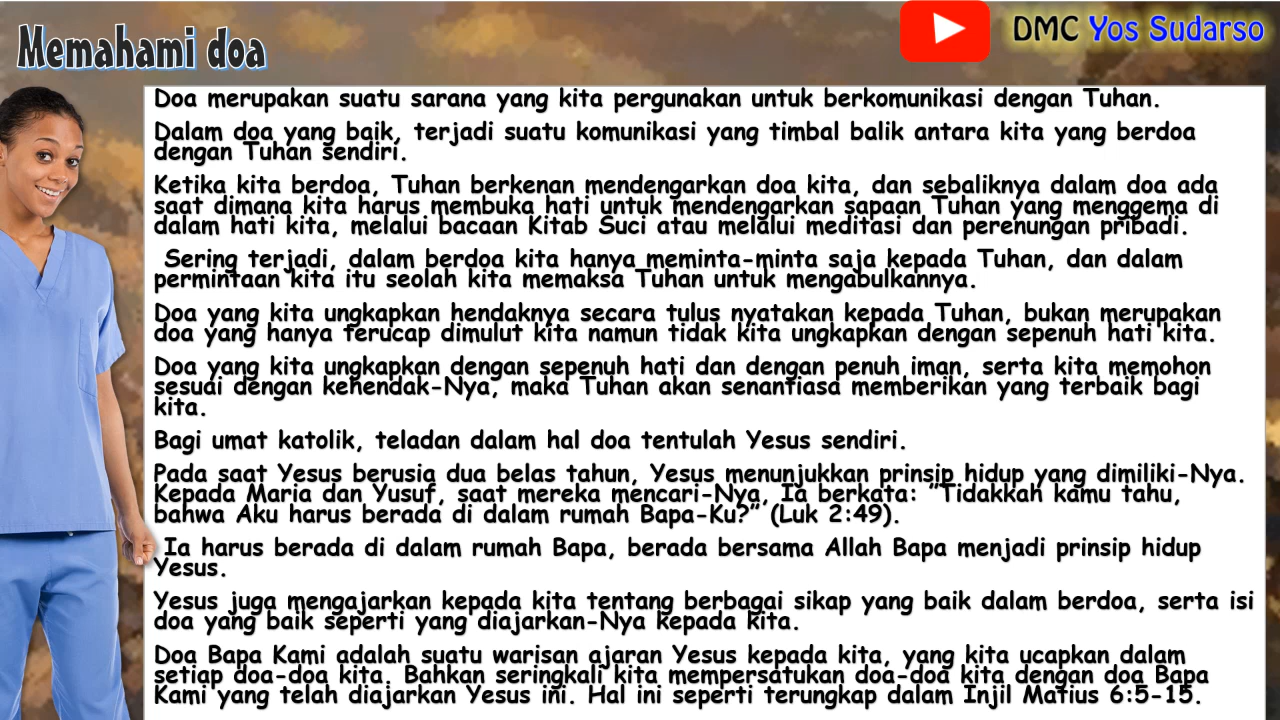 Memahami doa
DMC Yos Sudarso
Doa merupakan suatu sarana yang kita pergunakan untuk berkomunikasi dengan Tuhan.
Dalam doa yang baik, terjadi suatu komunikasi yang timbal balik antara kita yang berdoa
dengan Tuhan sendiri.
Ketika kita berdoa, Tuhan berkenan mendengarkan doa kita, dan sebaliknya dalam doa ada
saat dimana kita harus membuka hati untuk mendengarkan sapaan Tuhan yang menggema di
dalam hati kita, melalui bacaan Kitab Suci atau melalui meditasi dan perenungan pribadi.
Sering terjadi, dalam berdoa kita hanya meminta-minta saja kepada Tuhan, dan dalam
permintaan kita itu seolah kita memaksa Tuhan untuk mengabulkannya.
Doa yang kita ungkapkan hendaknya secara tulus nyatakan kepada Tuhan, bukan merupakan
doa yang hanya terucap dimulut kita namun tidak kita ungkapkan dengan sepenuh hati kita.
Doa yang kita ungkapkan dengan sepenuh hati dan dengan penuh iman, serta kita memohon
sesuai dengan kehendak-Nya, maka Tuhan akan senantiasa memberikan yang terbaik bagi
kita.
Bagi umat katolik, teladan dalam hal doa tentulah Yesus sendiri.
Pada saat Yesus berusia dua belas tahun, Yesus menunjukkan prinsip hidup yang dimiliki-Nya.
Kepada Maria dan Yusuf, saat mereka mencari-Nya, Ia berkata: ”Tidakkah kamu tahu,
bahwa Aku harus berada di dalam rumah Bapa-Ku?” (Luk 2:49).
Ia harus berada di dalam rumah Bapa, berada bersama Allah Bapa menjadi prinsip hidup
Yesus.
Yesus juga mengajarkan kepada kita tentang berbagai sikap yang baik dalam berdoa, serta isi
doa yang baik seperti yang diajarkan-Nya kepada kita.
Doa Bapa Kami adalah suatu warisan ajaran Yesus kepada kita, yang kita ucapkan dalam
setiap doa-doa kita. Bahkan seringkali kita mempersatukan doa-doa kita dengan doa Bapa
Kami yang telah diajarkan Yesus ini. Hal ini seperti terungkap dalam Injil Matius 6:5-15.